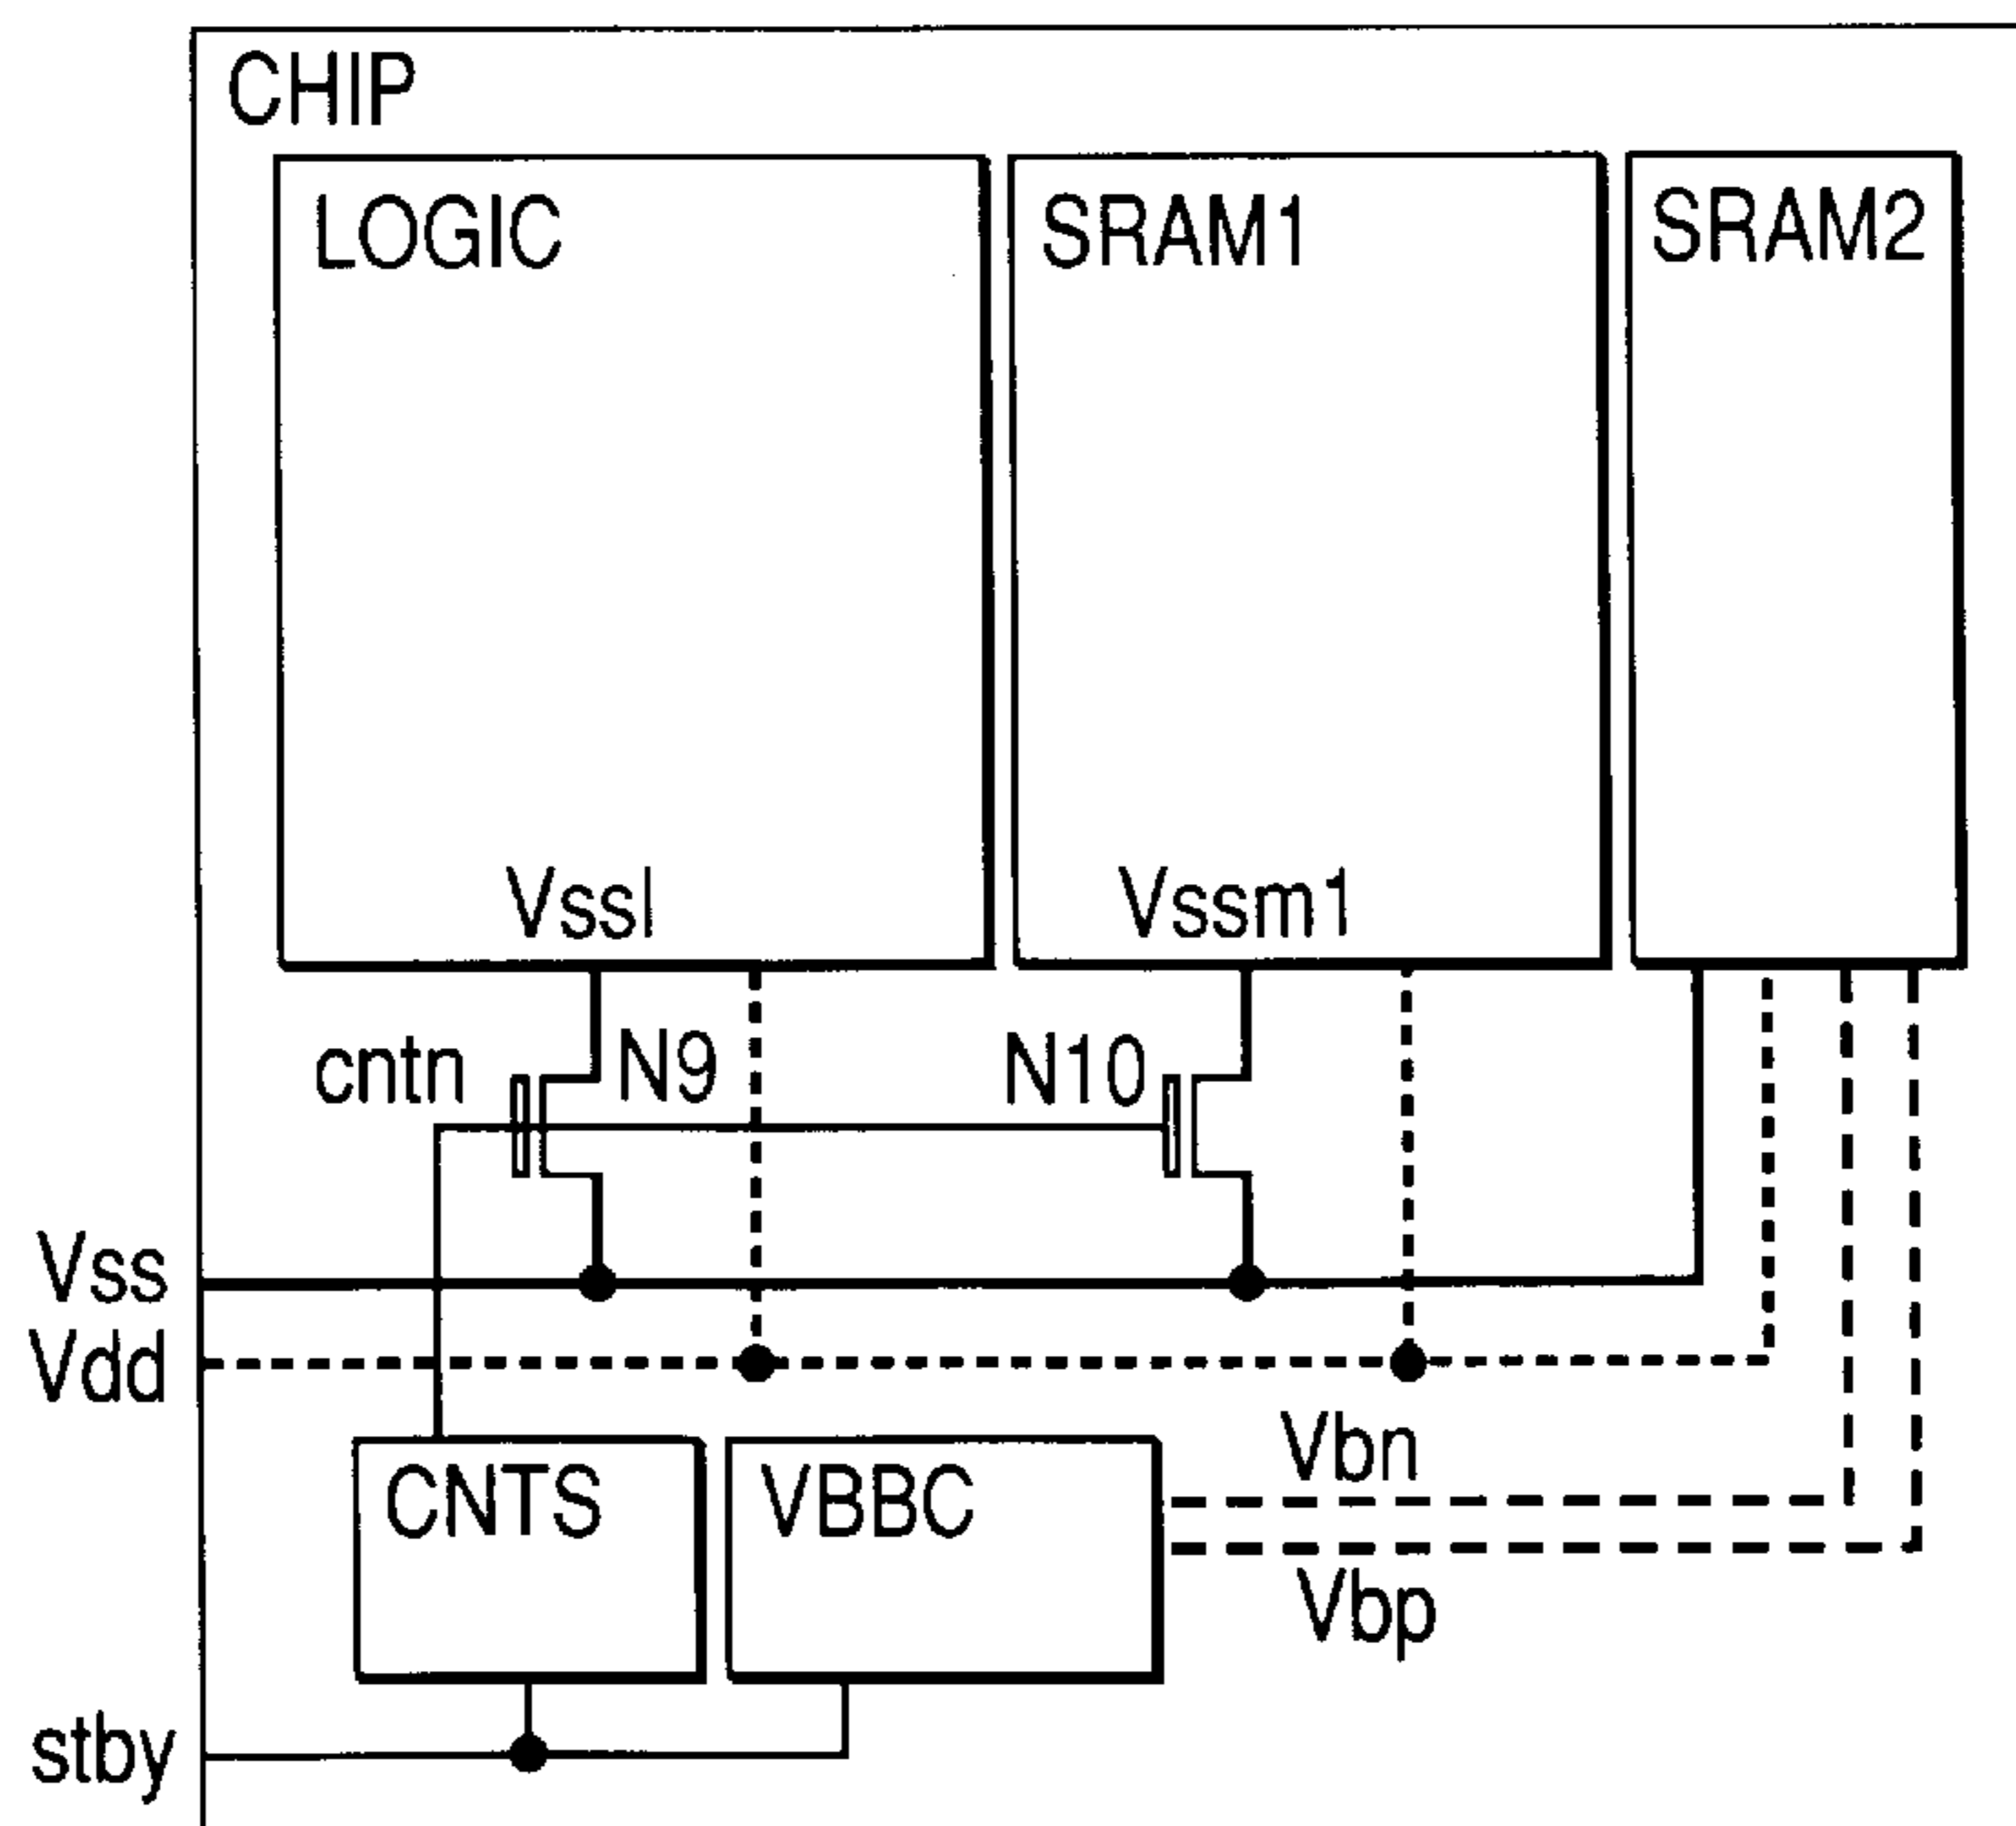 CHIP
LOGIC
SRAM1
SRAM2
Vssl
Vssm1
cntn
N9
N10
Vss
Vdd
CNTS
VBBC
Vbn
Vbp
stby